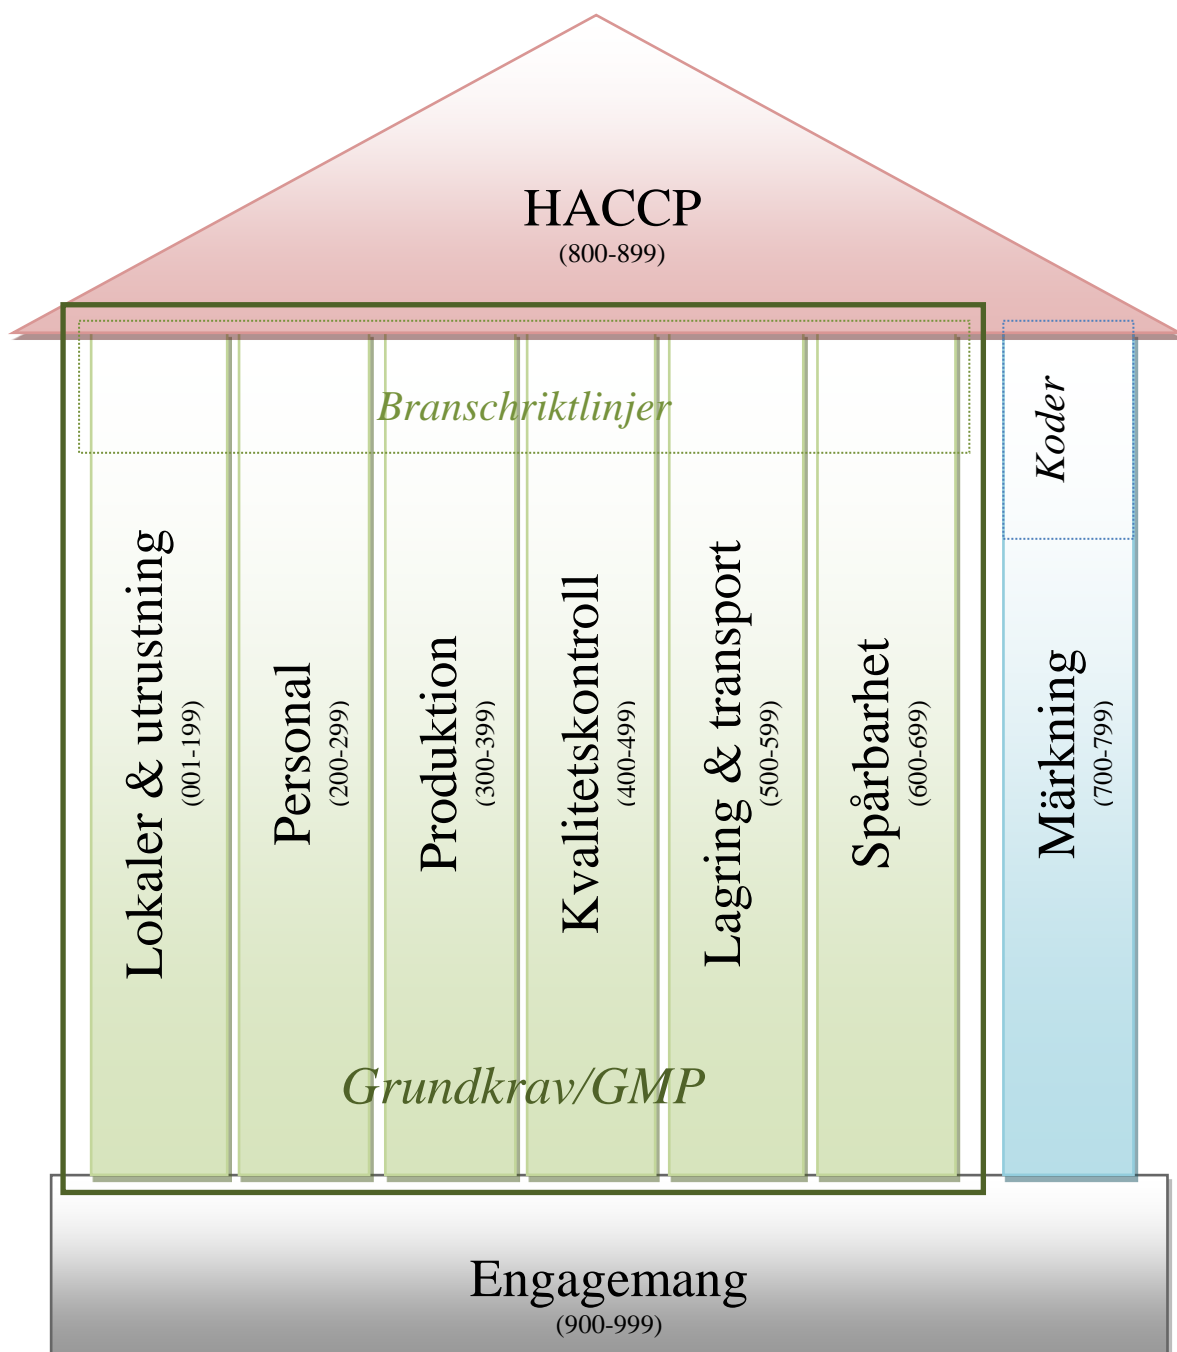 HACCP
(800-899)
Branschriktlinjer
Koder
Lokaler & utrustning
(001-199)
Personal
(200-299)
Produktion
(300-399)
Kvalitetskontroll
(400-499)
Lagring & transport
(500-599)
Spårbarhet
(600-699)
Märkning
(700-799)
Grundkrav/GMP
Engagemang
(900-999)